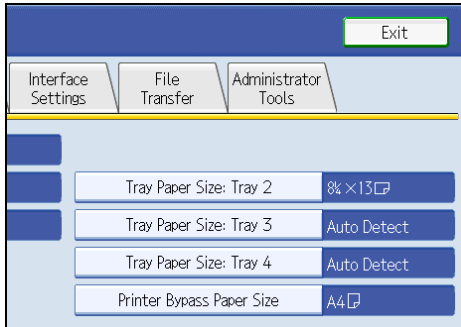 Exit
Interface Settings
File Transfer
Administrator Tools
Tray Paper Size: Tray 2 8¼×13
Tray Paper Size: Tray 3 Auto Detect
Tray Paper Size: Tray 4 Auto Detect
Printer Bypass Paper Size A4